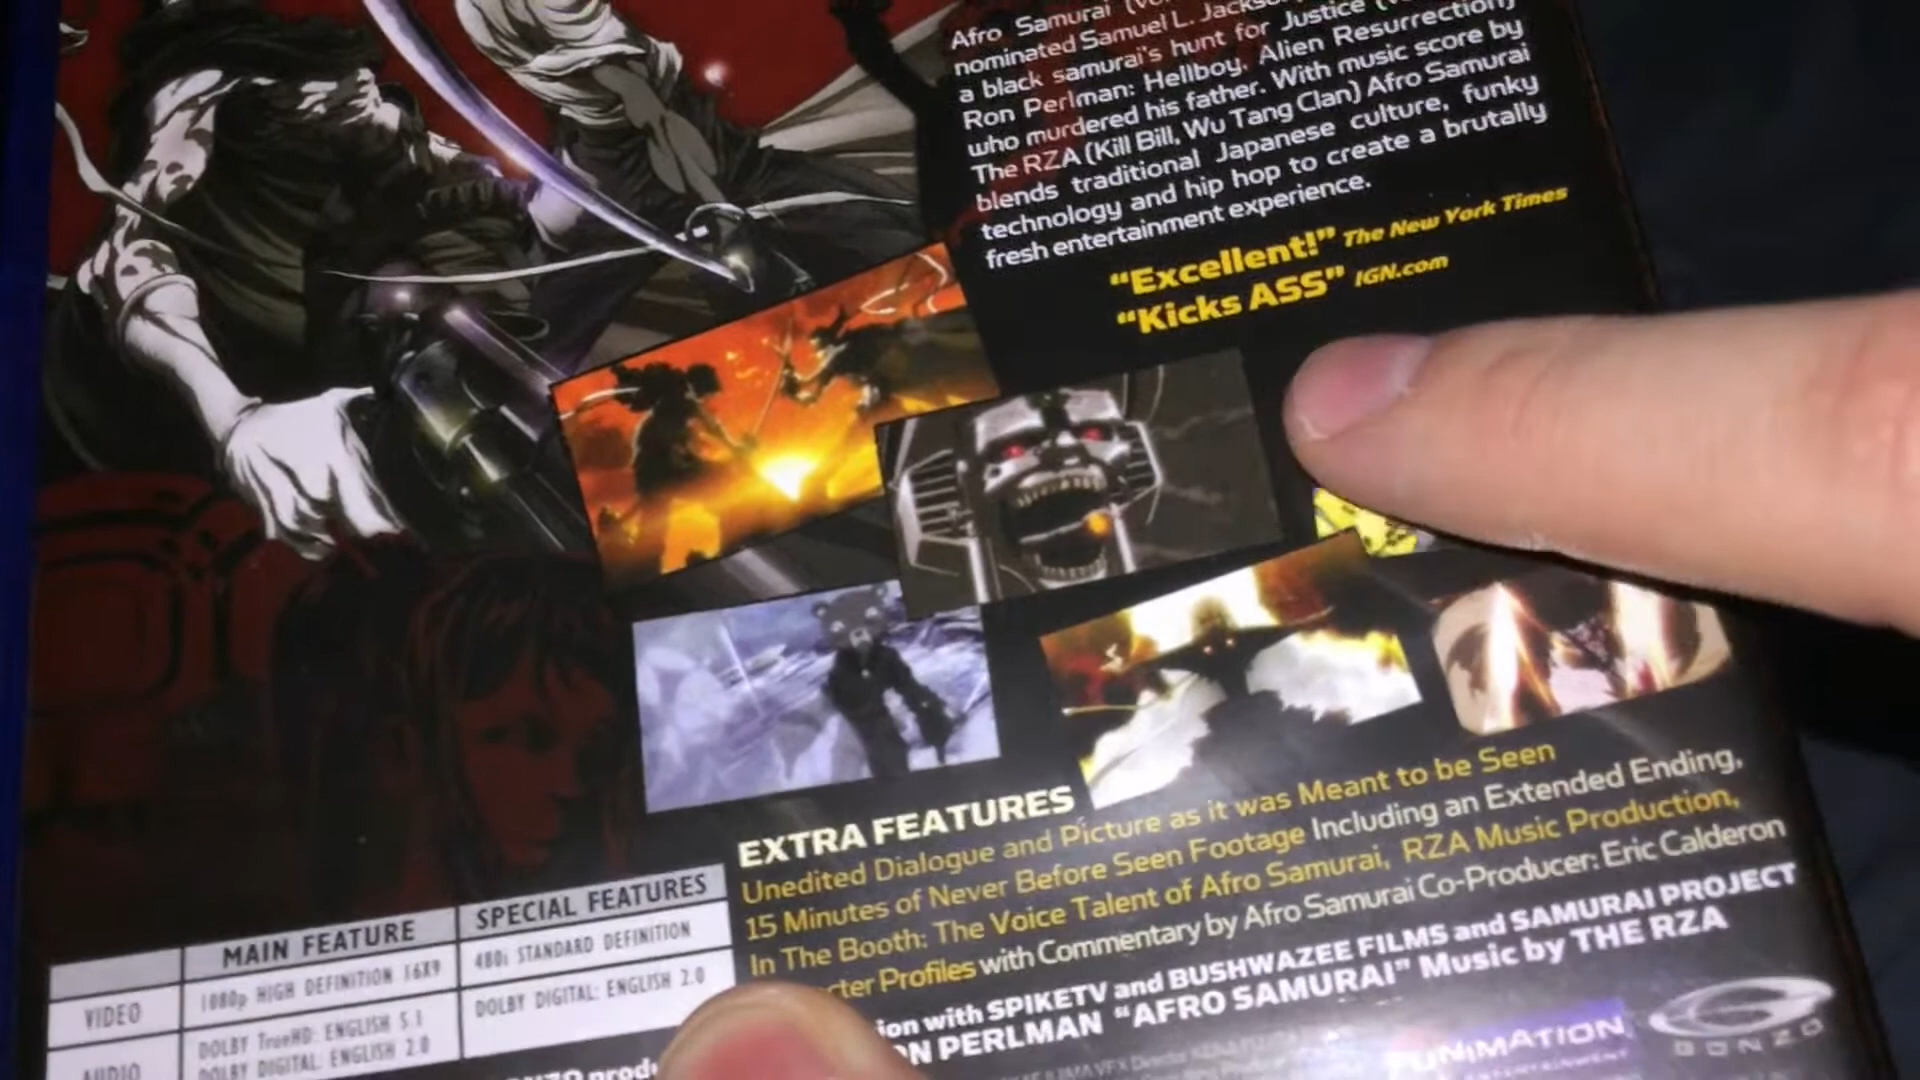 Afro Samurai
nominated Samuel L.
a black samurai's hunt for Justice
Ron Perlman: Hellboy, Alien Resurrection)
who murdered his father. With music score by
The RZA (Kill Bill, Wu Tang Clan) Afro Samurai
blends traditional Japanese culture, funky
technology and hip hop to create a brutally
fresh entertainment experience.
“Excellent!” The New York Times
“Kicks ASS” IGN.com
EXTRA FEATURES
Unedited Dialogue and Picture as it was Meant to be Seen
15 Minutes of Never Before Seen Footage Including an Extended Ending,
In The Booth: The Voice Talent of Afro Samurai, RZA Music Production,
Profiles with Commentary by Afro Samurai Co-Producer: Eric Calderon
with SPIKETV and BUSHWAZEE FILMS and SAMURAI PROJECT
PERLMAN “AFRO SAMURAI” Music by THE RZA
MAIN FEATURE SPECIAL FEATURES
VIDEO 1080p HIGH DEFINITION 16X9 480i STANDARD DEFINITION
AUDIO DOLBY TrueHD: ENGLISH 5.1 DOLBY DIGITAL: ENGLISH 2.0
DOLBY DIGITAL: ENGLISH 2.0
FUNIMATION
ENTERTAINMENT
GONZO